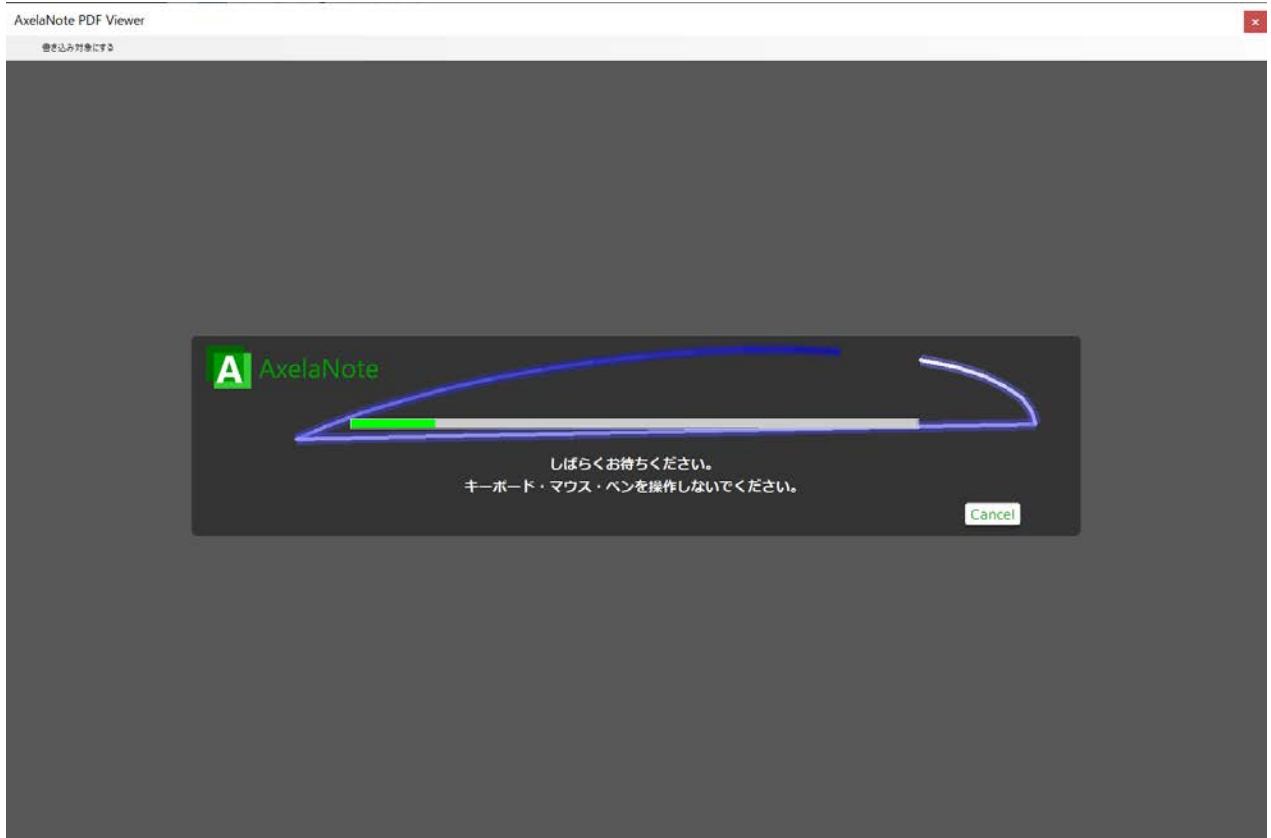 AxelaNote PDF Viewer
書き込み対象にする
A AxelaNote
しばらくお待ちください。
キーボード・マウス・ペンを操作しないでください。
Cancel